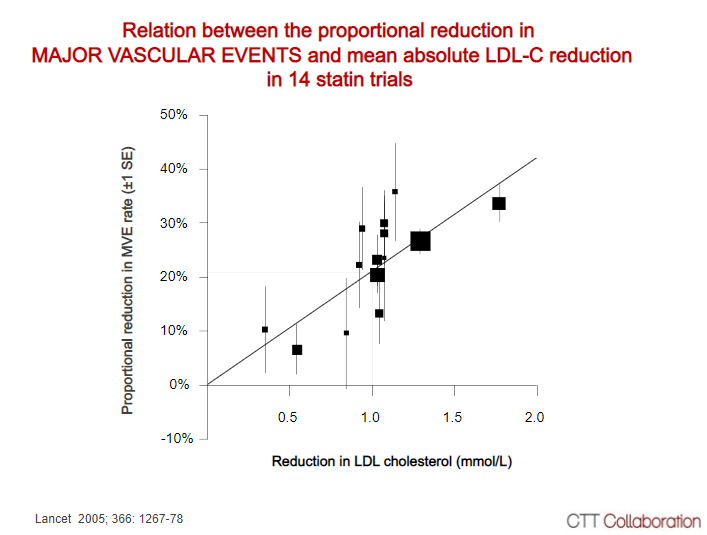 Relation between the proportional reduction in
MAJOR VASCULAR EVENTS and mean absolute LDL-C reduction
in 14 statin trials
Proportional reduction in MVE rate (±1 SE)
50%
40%
30%
20%
10%
0%
-10%
0.5
1.0
1.5
2.0
Reduction in LDL cholesterol (mmol/L)
Lancet 2005; 366: 1267-78
CTT Collaboration